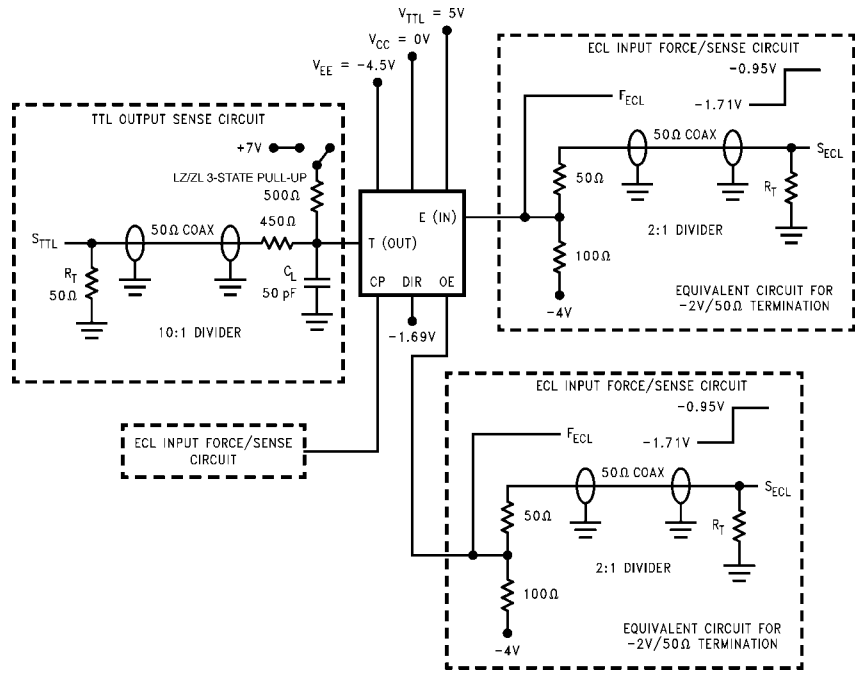 V_TTL = 5V
V_CC = 0V
V_EE = -4.5V
TTL OUTPUT SENSE CIRCUIT
+7V
LZ/ZL 3-STATE PULL-UP
500Ω
450Ω
50Ω COAX
S_TTL
R_T
50Ω
C_L
50 pF
10:1 DIVIDER
E (IN)
T (OUT)
CP DIR OE
-1.69V
ECL INPUT FORCE/SENSE CIRCUIT
-0.95V
-1.71V
F_ECL
50Ω COAX
S_ECL
50Ω
R_T
2:1 DIVIDER
100Ω
-4V
EQUIVALENT CIRCUIT FOR
-2V/50Ω TERMINATION
ECL INPUT FORCE/SENSE
CIRCUIT
ECL INPUT FORCE/SENSE CIRCUIT
-0.95V
-1.71V
F_ECL
50Ω COAX
S_ECL
50Ω
R_T
2:1 DIVIDER
100Ω
-4V
EQUIVALENT CIRCUIT FOR
-2V/50Ω TERMINATION